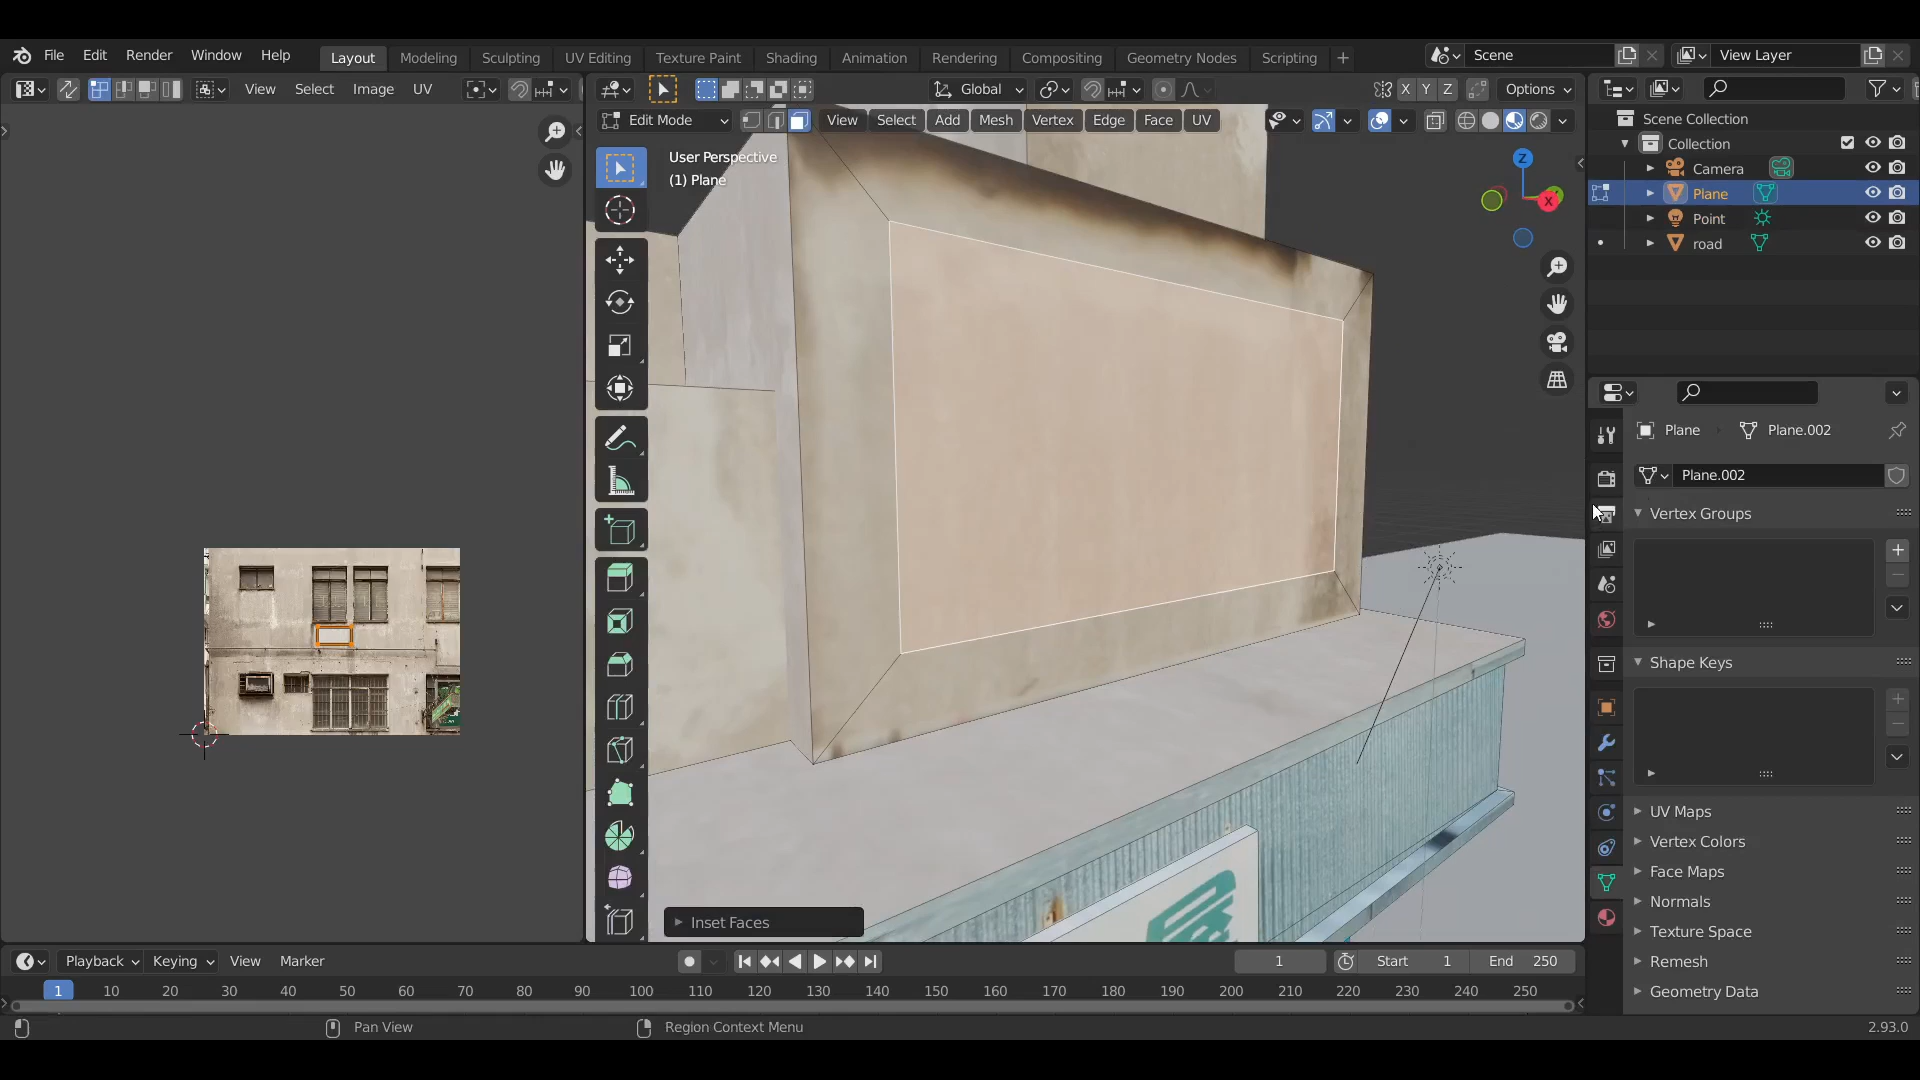 File Edit Render Window Help Layout Modeling Sculpting UV Editing Texture Paint Shading Animation Rendering Compositing Geometry Nodes Scripting + Scene View Layer
View Select Image UV Global X Y Z Options
Edit Mode View Select Add Mesh Vertex Edge Face UV
Scene Collection
Collection
Camera
Plane
Point
road
User Perspective
(1) Plane
Z
X
Plane Plane.002
Plane.002
Vertex Groups
Shape Keys
UV Maps
Vertex Colors
Face Maps
Normals
Texture Space
Remesh
Geometry Data
Inset Faces
Playback Keying View Marker 1 Start 1 End 250
1 10 20 30 40 50 60 70 80 90 100 110 120 130 140 150 160 170 180 190 200 210 220 230 240 250
Pan View Region Context Menu 2.93.0